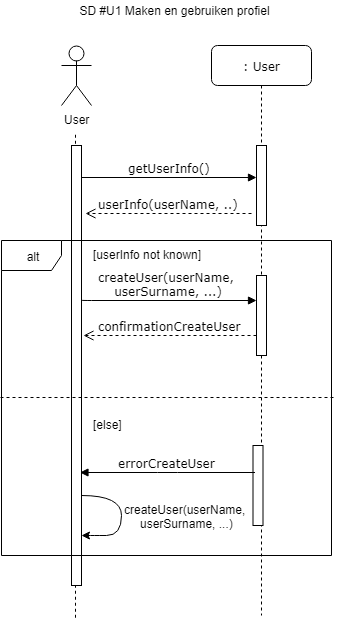 SD #U1 Maken en gebruiken profiel
User
: User
getUserInfo()
userInfo(userName, ..)
alt
[userInfo not known]
createUser(userName,
userSurname, ...)
confirmationCreateUser
[else]
errorCreateUser
createUser(userName,
userSurname, ...)